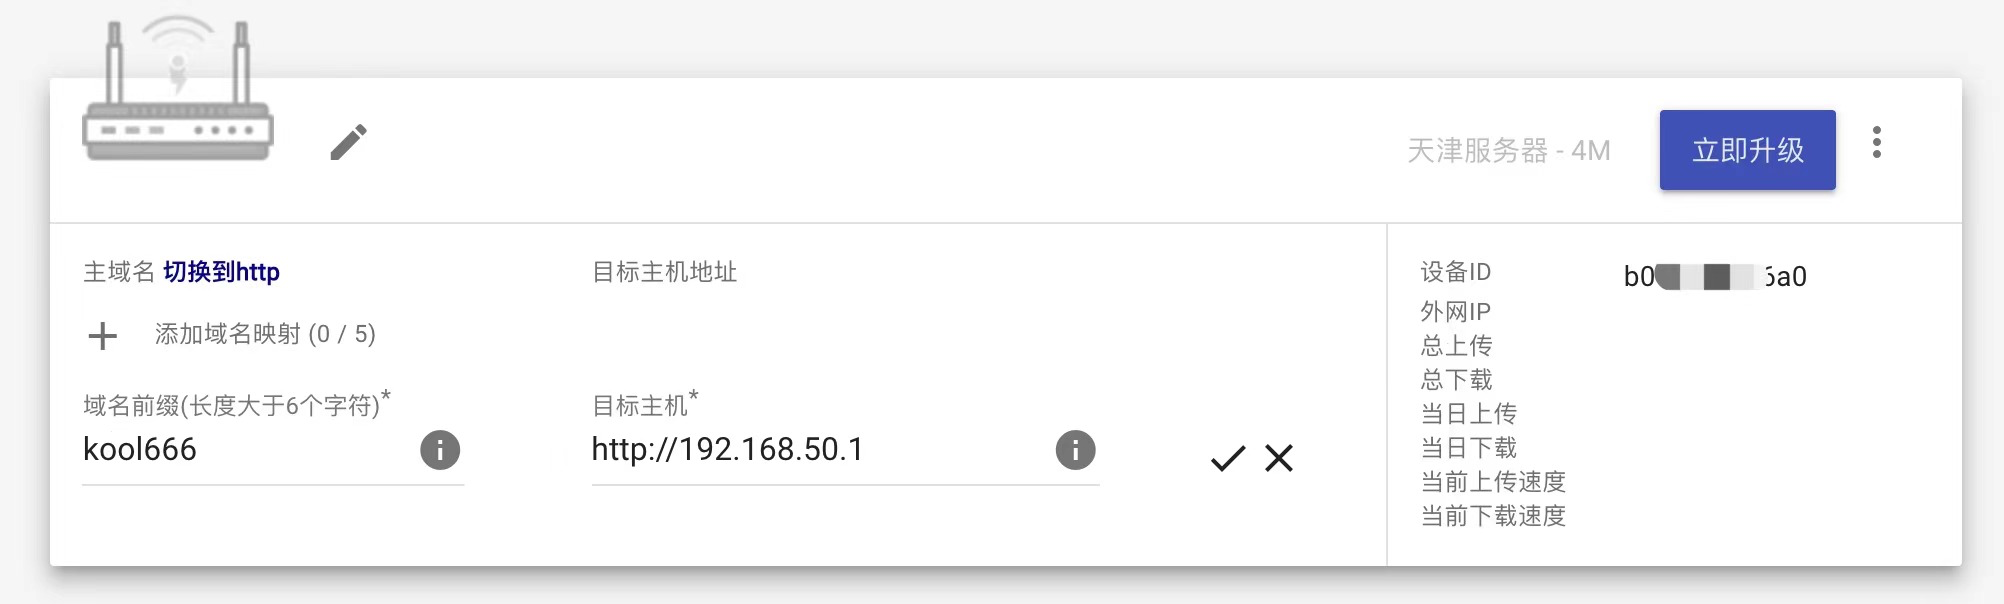 天津服务器 - 4M
立即升级
主域名 切换到http
目标主机地址
添加域名映射 (0 / 5)
域名前缀(长度大于6个字符)*
kool666
目标主机*
http://192.168.50.1
设备ID
外网IP
总上传
总下载
当日上传
当日下载
当前上传速度
当前下载速度